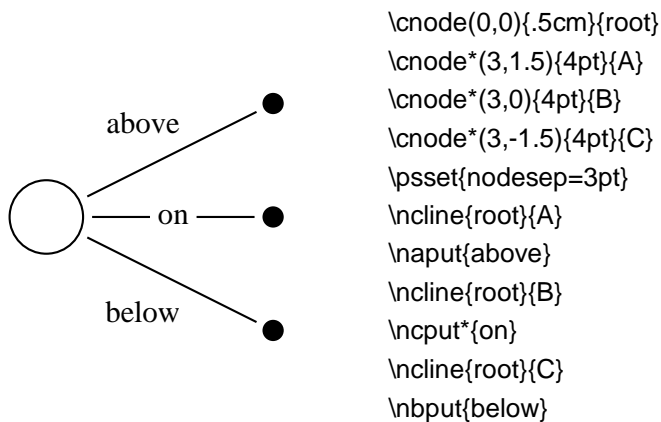 above
on
below
\cnode(0,0){.5cm}{root}
\cnode*(3,1.5){4pt}{A}
\cnode*(3,0){4pt}{B}
\cnode*(3,-1.5){4pt}{C}
\psset{nodesep=3pt}
\ncline{root}{A}
\naput{above}
\ncline{root}{B}
\ncput*{on}
\ncline{root}{C}
\nbput{below}